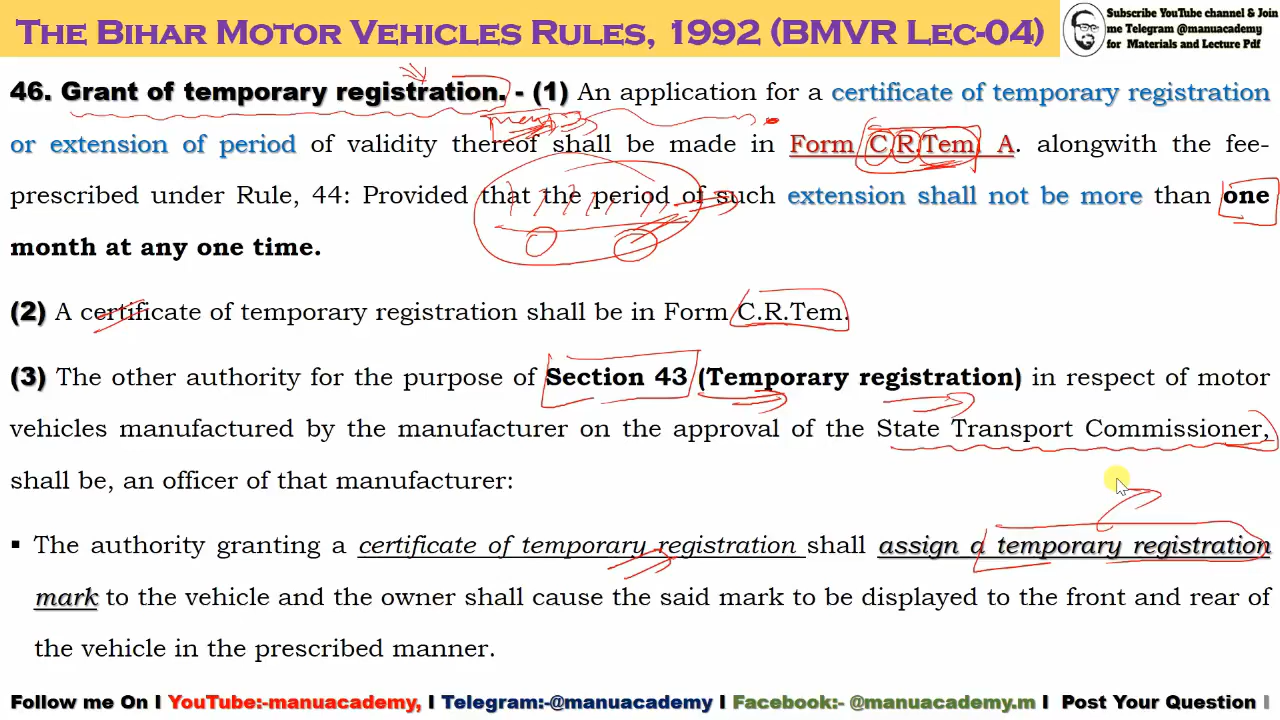 THE BIHAR MOTOR VEHICLES RULES, 1992 (BMVR LEC-04)
Subscribe YouTube channel & Join
me Telegram @manuacademy
for Materials and Lecture Pdf
46. Grant of temporary registration. - (1) An application for a certificate of temporary registration
or extension of period of validity thereof shall be made in Form C.R.Tem A. alongwith the fee-
prescribed under Rule, 44: Provided that the period of such extension shall not be more than one
month at any one time.
(2) A certificate of temporary registration shall be in Form C.R.Tem.
(3) The other authority for the purpose of Section 43 (Temporary registration) in respect of motor
vehicles manufactured by the manufacturer on the approval of the State Transport Commissioner,
shall be, an officer of that manufacturer:
▪ The authority granting a certificate of temporary registration shall assign a temporary registration
mark to the vehicle and the owner shall cause the said mark to be displayed to the front and rear of
the vehicle in the prescribed manner.
Follow me On I YouTube:-manuacademy, I Telegram:-@manuacademy I Facebook:- @manuacademy.m I Post Your Question I